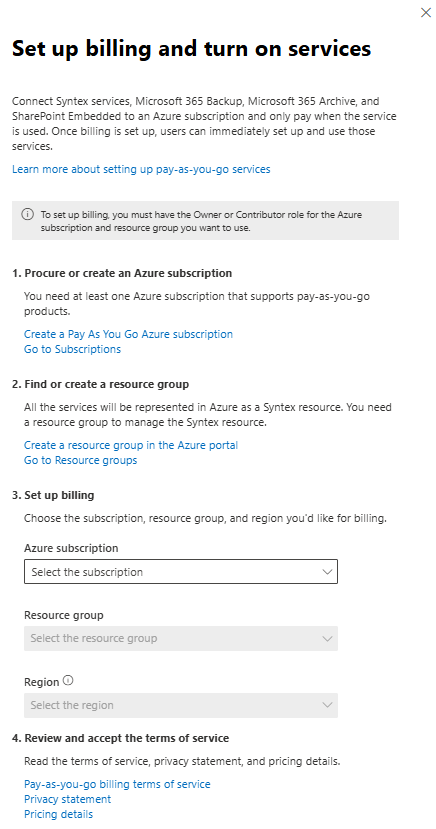 Set up billing and turn on services
Connect Syntex services, Microsoft 365 Backup, Microsoft 365 Archive, and
SharePoint Embedded to an Azure subscription and only pay when the service
is used. Once billing is set up, users can immediately set up and use those
services.
Learn more about setting up pay-as-you-go services
To set up billing, you must have the Owner or Contributor role for the Azure
subscription and resource group you want to use.
1. Procure or create an Azure subscription
You need at least one Azure subscription that supports pay-as-you-go
products.
Create a Pay As You Go Azure subscription
Go to Subscriptions
2. Find or create a resource group
All the services will be represented in Azure as a Syntex resource. You need
a resource group to manage the Syntex resource.
Create a resource group in the Azure portal
Go to Resource groups
3. Set up billing
Choose the subscription, resource group, and region you'd like for billing.
Azure subscription
Select the subscription
Resource group
Select the resource group
Region
Select the region
4. Review and accept the terms of service
Read the terms of service, privacy statement, and pricing details.
Pay-as-you-go billing terms of service
Privacy statement
Pricing details